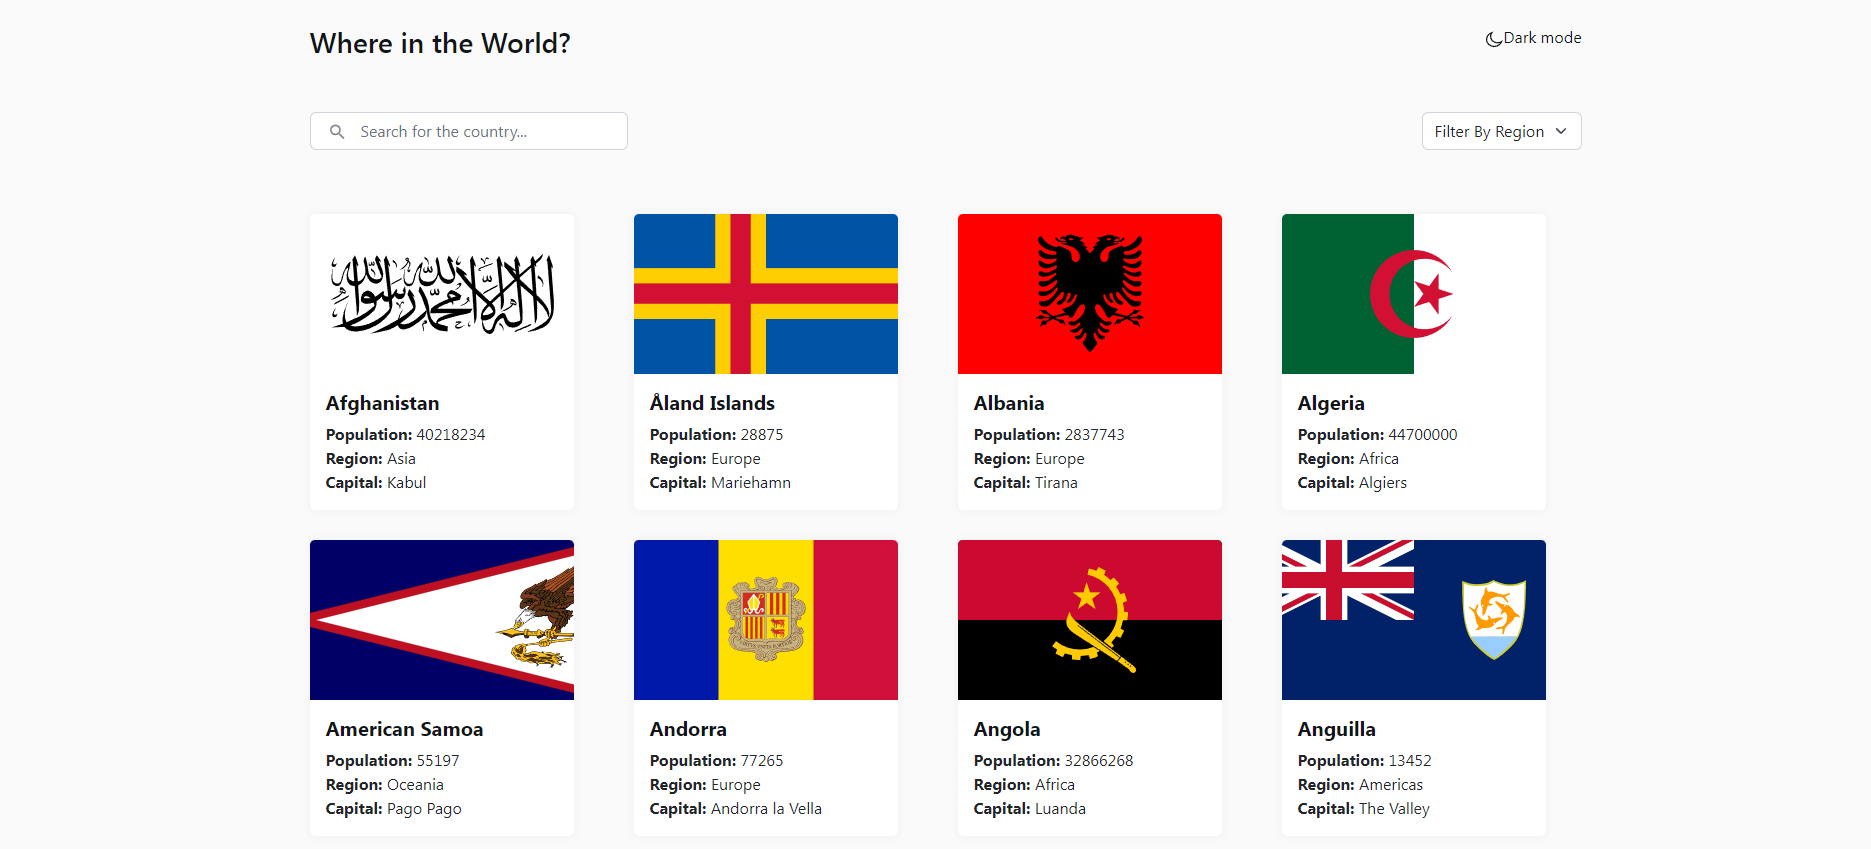 Where in the World?
Dark mode
Search for the country...
Filter By Region
لا إله إلا الله محمد رسول الله
Afghanistan
Population: 40218234
Region: Asia
Capital: Kabul
Åland Islands
Population: 28875
Region: Europe
Capital: Mariehamn
Albania
Population: 2837743
Region: Europe
Capital: Tirana
Algeria
Population: 44700000
Region: Africa
Capital: Algiers
American Samoa
Population: 55197
Region: Oceania
Capital: Pago Pago
Andorra
Population: 77265
Region: Europe
Capital: Andorra la Vella
Angola
Population: 32866268
Region: Africa
Capital: Luanda
Anguilla
Population: 13452
Region: Americas
Capital: The Valley